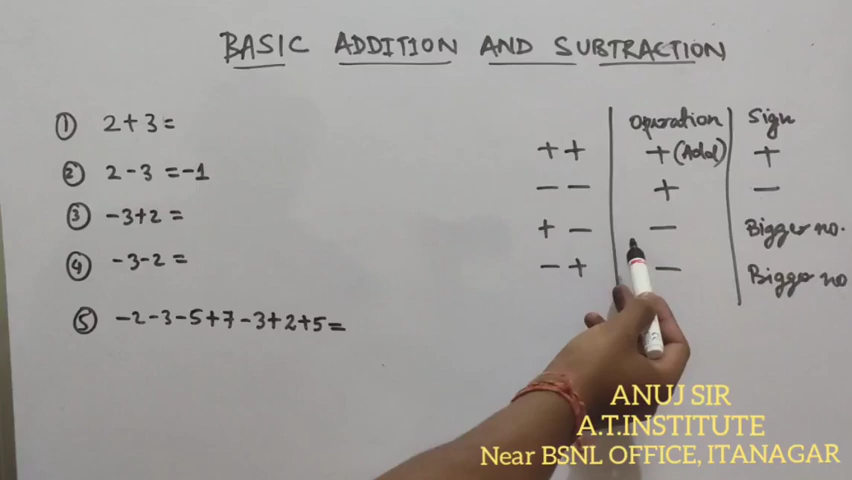 BASIC ADDITION AND SUBTRACTION
① 2+3=
② 2-3=-1
③ -3+2=
④ -3-2=
⑤ -2-3-5+7-3+2+5=
Operation Sign
++ +(Add) +
-- + -
+- - Bigger no.
-+ - Bigger no
ANUJ SIR
A.T.INSTITUTE
Near BSNL OFFICE, ITANAGAR